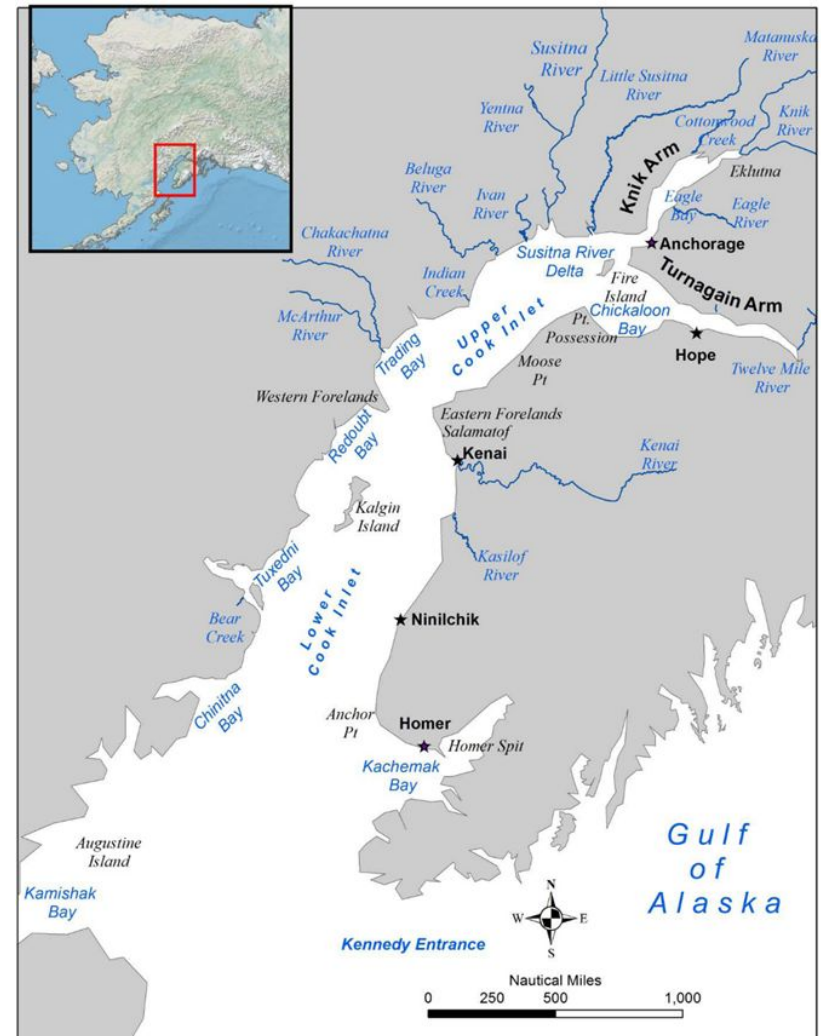 Matanuska
River
Susitna
River
Little Susitna
River
Yentna
River
Cottonwood
Creek
Knik
River
Knik Arm
Eklutna
Beluga
River
Ivan
River
Eagle
Bay
Eagle
River
Chakachatna
River
Anchorage
Susitna River
Delta
Indian
Creek
Fire
Island
Turnagain Arm
McArthur
River
Upper
Cook Inlet
Chickaloon
Bay
Pt.
Possession
Trading
Bay
Hope
Moose
Pt
Twelve Mile
River
Western Forelands
Redoubt
Bay
Eastern Forelands
Salamatof
Kenai
Kenai
River
Kalgin
Island
Kasilof
River
Tuxedni
Bay
Bear
Creek
Lower
Cook Inlet
Ninilchik
Chinitna
Bay
Anchor
Pt
Homer
Homer Spit
Kachemak
Bay
Augustine
Island
Gulf
of
Alaska
Kamishak
Bay
N
W E
S
Kennedy Entrance
Nautical Miles
0 250 500 1,000